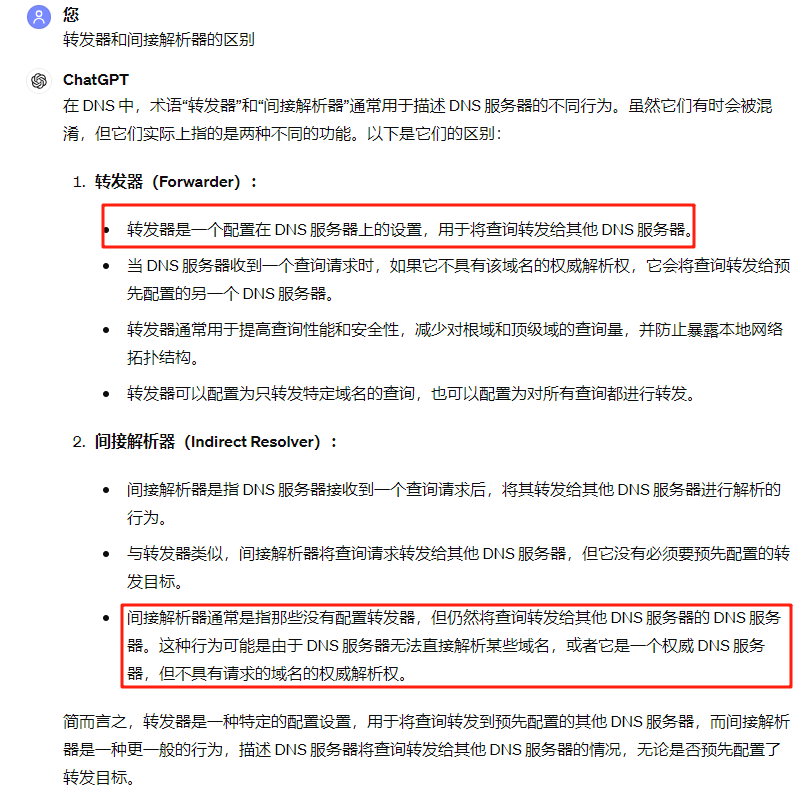 您
转发器和间接解析器的区别
ChatGPT
在 DNS 中，术语“转发器”和“间接解析器”通常用于描述 DNS 服务器的不同行为。虽然它们有时会被混
淆，但它们实际上指的是两种不同的功能。以下是它们的区别：
1. 转发器（Forwarder）：
• 转发器是一个配置在 DNS 服务器上的设置，用于将查询转发给其他 DNS 服务器。
• 当 DNS 服务器收到一个查询请求时，如果它不具有该域名的权威解析权，它会将查询转发给预
先配置的另一个 DNS 服务器。
• 转发器通常用于提高查询性能和安全性，减少对根域和顶级域的查询量，并防止暴露本地网络
拓扑结构。
• 转发器可以配置为只转发特定域名的查询，也可以配置为对所有查询都进行转发。
2. 间接解析器（Indirect Resolver）：
• 间接解析器是指 DNS 服务器接收到一个查询请求后，将其转发给其他 DNS 服务器进行解析的
行为。
• 与转发器类似，间接解析器将查询请求转发给其他 DNS 服务器，但它没有必须要预先配置的转
发目标。
• 间接解析器通常是指那些没有配置转发器，但仍然将查询转发给其他 DNS 服务器的 DNS 服务
器。这种行为可能是由于 DNS 服务器无法直接解析某些域名，或者它是一个权威 DNS 服务
器，但不具有请求的域名的权威解析权。
简而言之，转发器是一种特定的配置设置，用于将查询转发到预先配置的其他 DNS 服务器，而间接解析
器是一种更一般的行为，描述 DNS 服务器将查询转发给其他 DNS 服务器的情况，无论是否预先配置了
转发目标。